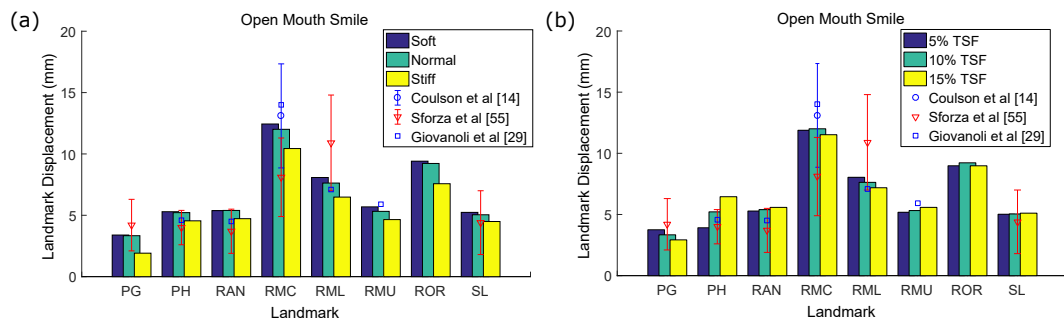 (a)
Open Mouth Smile
Landmark Displacement (mm)
20
15
10
5
0
Soft
Normal
Stiff
Coulson et al [14]
Sforza et al [55]
Giovanoli et al [29]
PG PH RAN RMC RML RMU ROR SL
Landmark
(b)
Open Mouth Smile
Landmark Displacement (mm)
20
15
10
5
0
5% TSF
10% TSF
15% TSF
Coulson et al [14]
Sforza et al [55]
Giovanoli et al [29]
PG PH RAN RMC RML RMU ROR SL
Landmark